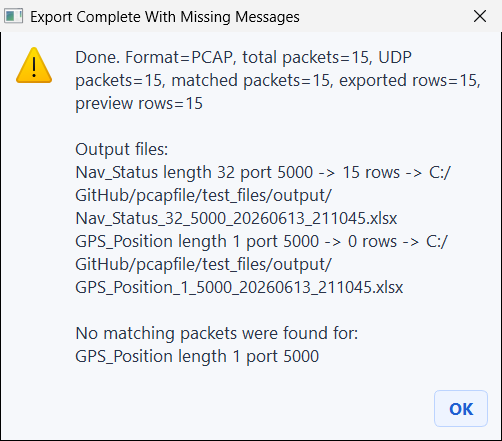 Export Complete With Missing Messages
Done. Format=PCAP, total packets=15, UDP
packets=15, matched packets=15, exported rows=15,
preview rows=15
Output files:
Nav_Status length 32 port 5000 -> 15 rows -> C:/
GitHub/pcapfile/test_files/output/
Nav_Status_32_5000_20260613_211045.xlsx
GPS_Position length 1 port 5000 -> 0 rows -> C:/
GitHub/pcapfile/test_files/output/
GPS_Position_1_5000_20260613_211045.xlsx
No matching packets were found for:
GPS_Position length 1 port 5000
OK